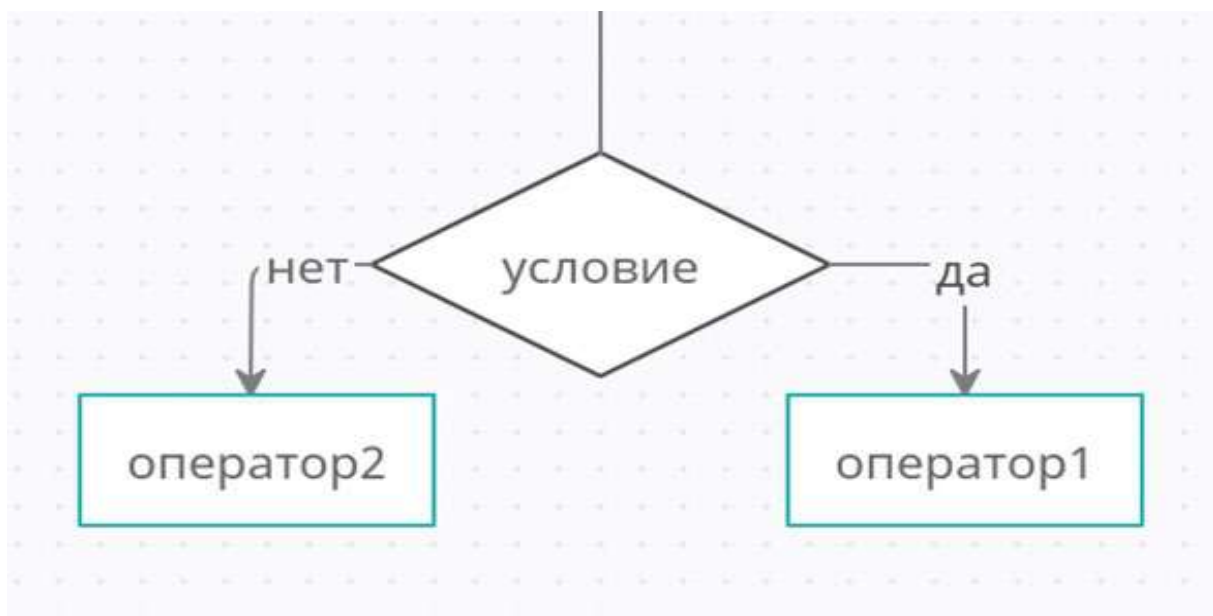 нет
условие
да
оператор2
оператор1